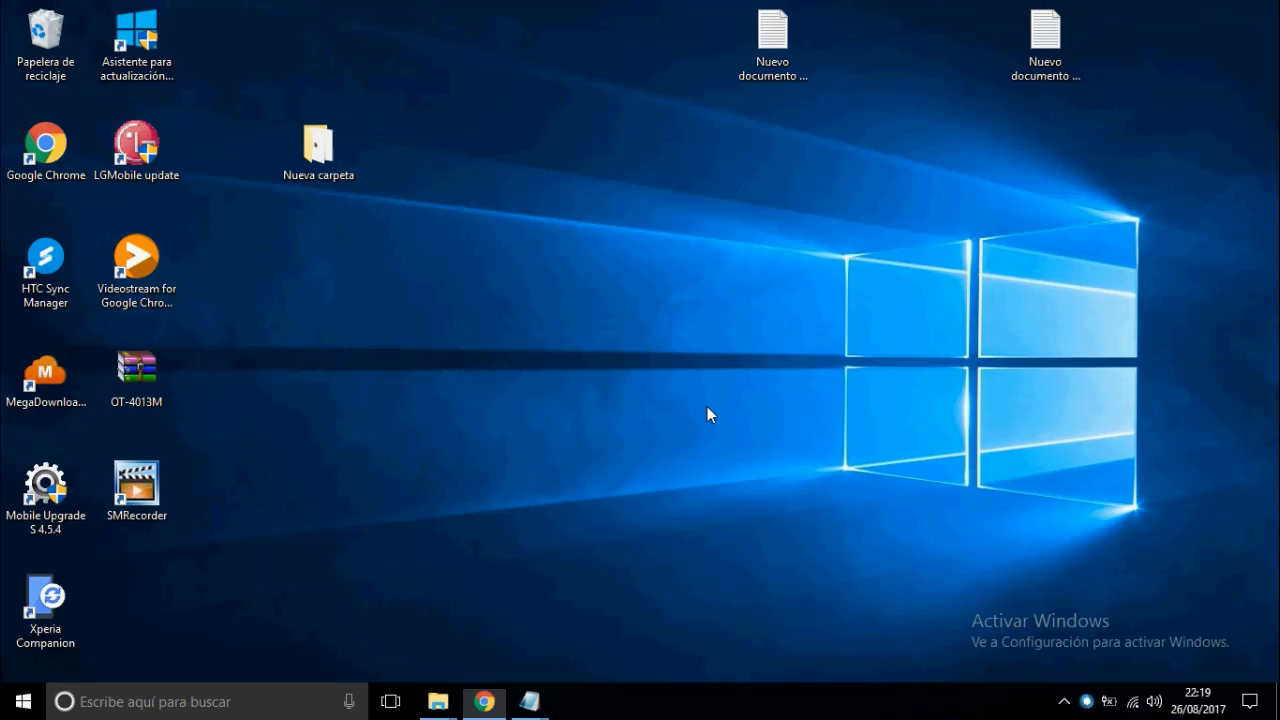 Papelera de
reciclaje
Asistente para
actualización...
Nuevo
documento ...
Nuevo
documento ...
Google Chrome
LGMobile update
Nueva carpeta
HTC Sync
Manager
Videostream for
Google Chro...
MegaDownloa...
OT-4013M
Mobile Upgrade
S 4.5.4
SMRecorder
Xperia
Companion
Activar Windows
Ve a Configuración para activar Windows.
Escribe aquí para buscar
22:19
26/08/2017